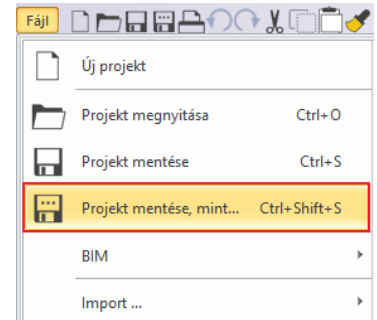 Fájl
Új projekt
Projekt megnyitása Ctrl+O
Projekt mentése Ctrl+S
Projekt mentése, mint... Ctrl+Shift+S
BIM
Import ...